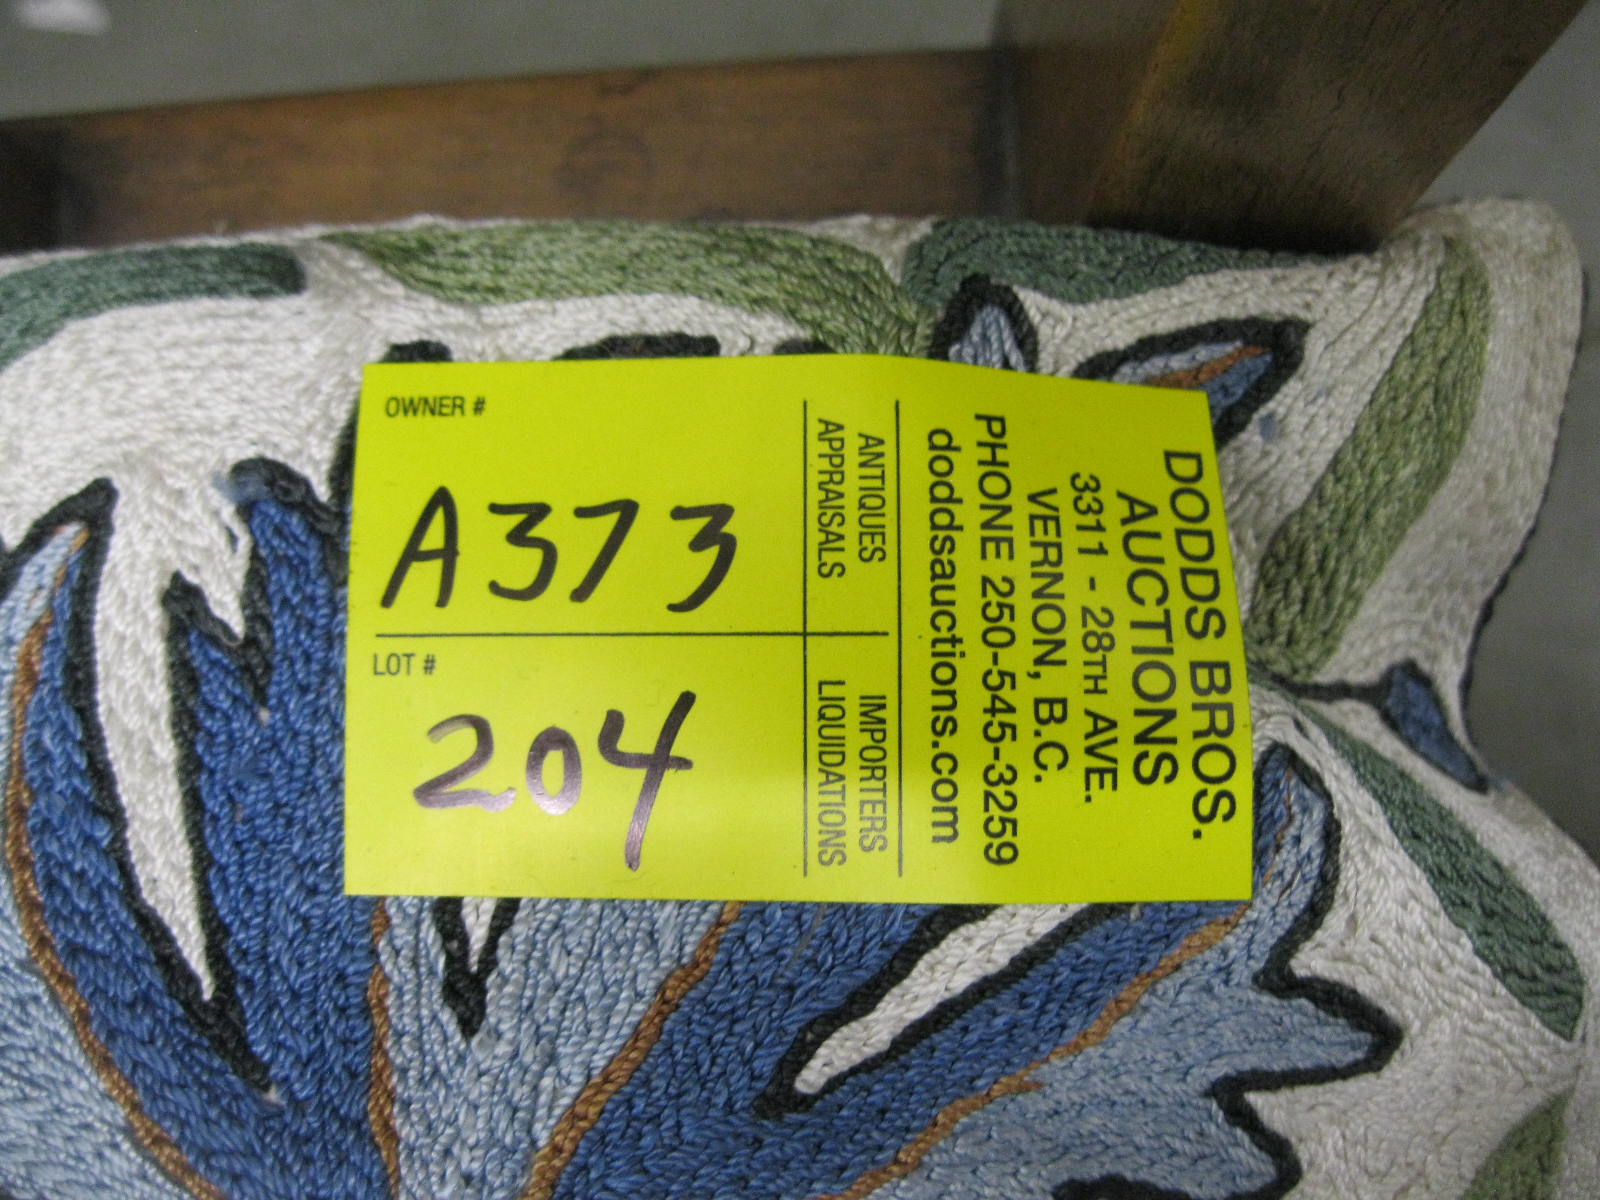 DODDS BROS.
AUCTIONS
3311 - 28TH AVE.
VERNON, B.C.
PHONE 250-545-3259
doddsauctions.com
ANTIQUES
APPRAISALS
IMPORTERS
LIQUIDATIONS
OWNER #
A373
LOT #
204